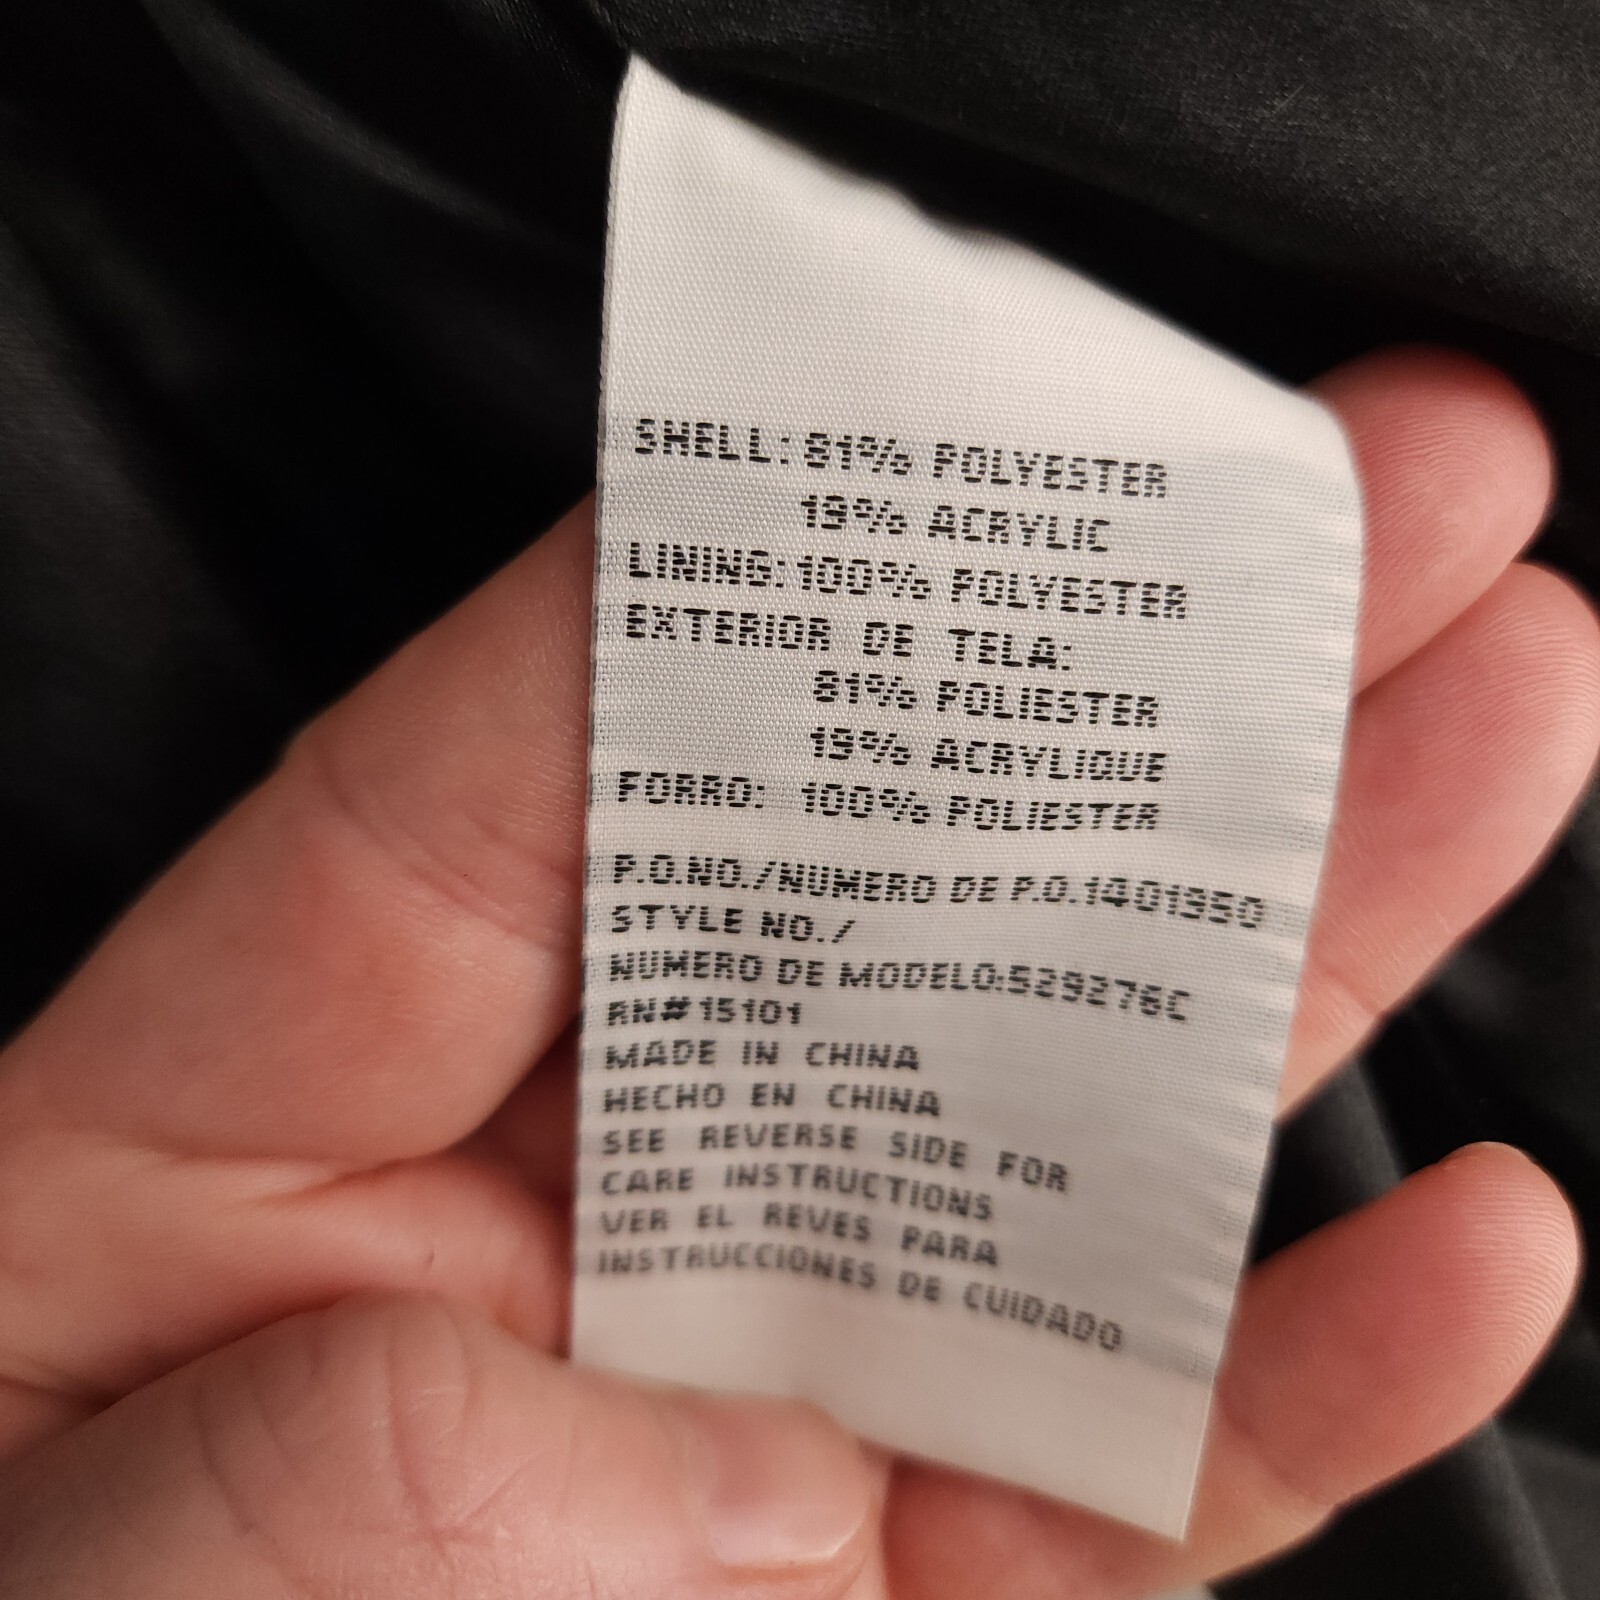 SHELL: 81% POLYESTER
19% ACRYLIC
LINING: 100% POLYESTER
EXTERIOR DE TELA:
81% POLIESTER
19% ACRYLIQUE
FORRO: 100% POLIESTER
P.O.NO./NUMERO DE P.O.1401950
STYLE NO./
NUMERO DE MODELO:529276C
RN#15101
MADE IN CHINA
HECHO EN CHINA
SEE REVERSE SIDE FOR
CARE INSTRUCTIONS
VER EL REVES PARA
INSTRUCCIONES DE CUIDADO